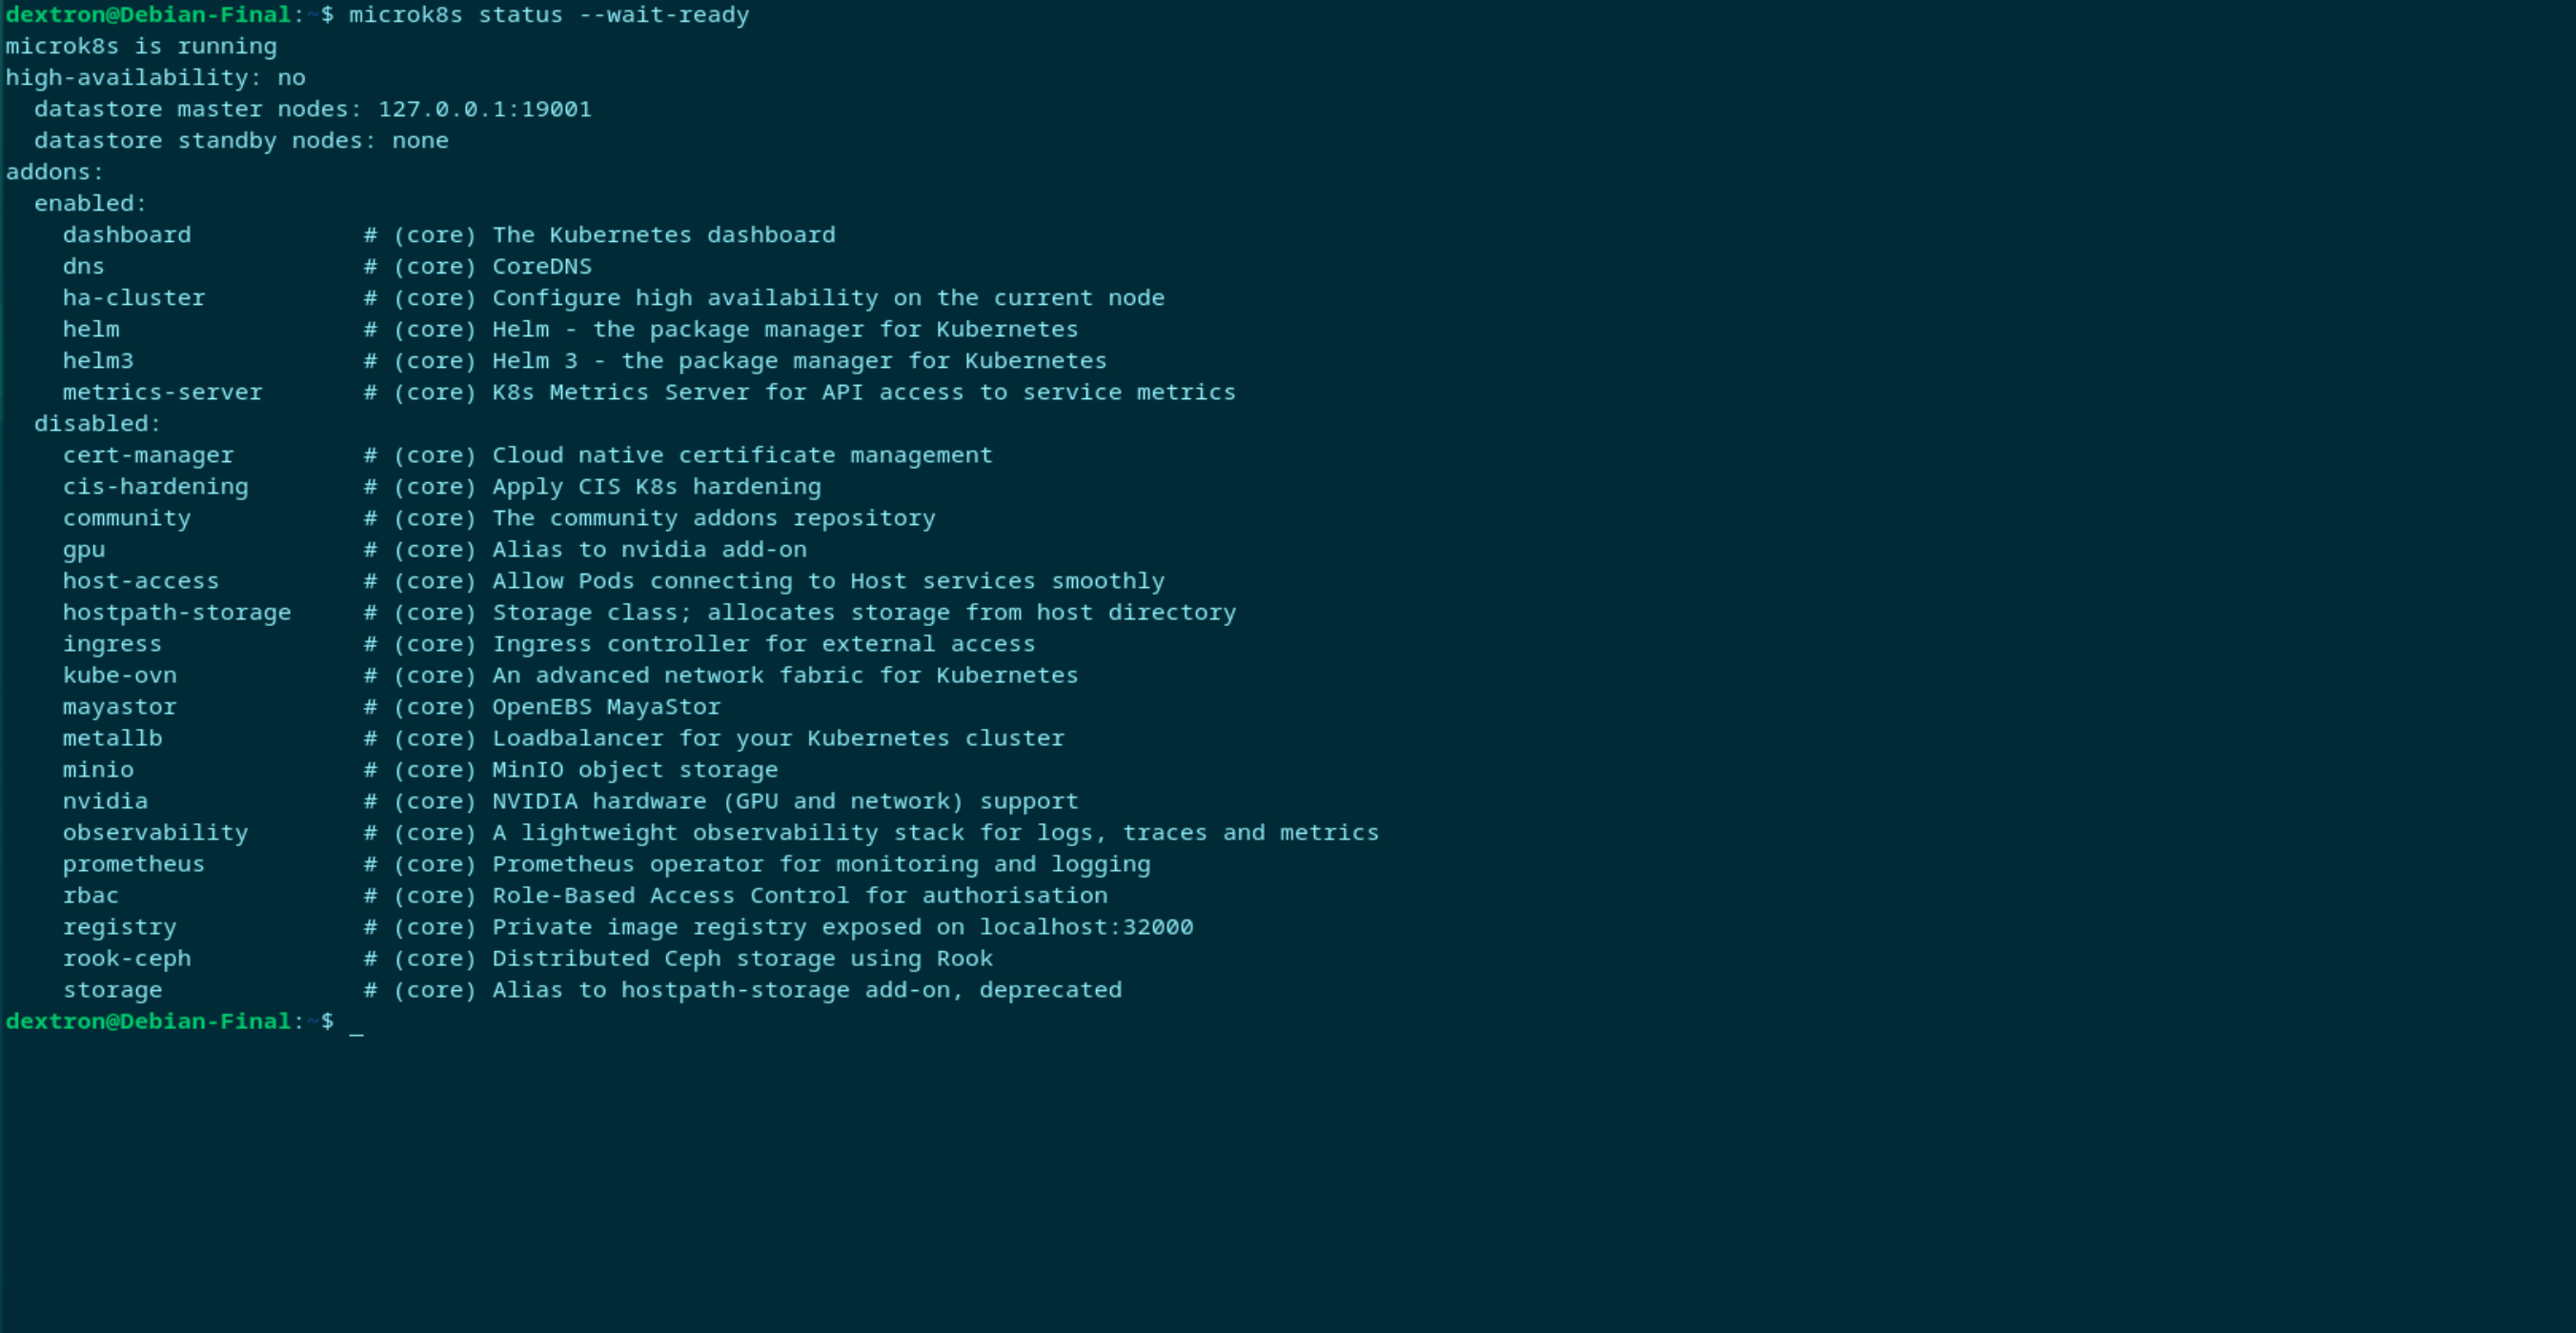 dextron@Debian-Final:~$ microk8s status --wait-ready
microk8s is running
high-availability: no
  datastore master nodes: 127.0.0.1:19001
  datastore standby nodes: none
addons:
  enabled:
    dashboard            # (core) The Kubernetes dashboard
    dns                  # (core) CoreDNS
    ha-cluster           # (core) Configure high availability on the current node
    helm                 # (core) Helm - the package manager for Kubernetes
    helm3                # (core) Helm 3 - the package manager for Kubernetes
    metrics-server       # (core) K8s Metrics Server for API access to service metrics
  disabled:
    cert-manager         # (core) Cloud native certificate management
    cis-hardening        # (core) Apply CIS K8s hardening
    community            # (core) The community addons repository
    gpu                  # (core) Alias to nvidia add-on
    host-access          # (core) Allow Pods connecting to Host services smoothly
    hostpath-storage     # (core) Storage class; allocates storage from host directory
    ingress              # (core) Ingress controller for external access
    kube-ovn             # (core) An advanced network fabric for Kubernetes
    mayastor             # (core) OpenEBS MayaStor
    metallb              # (core) Loadbalancer for your Kubernetes cluster
    minio                # (core) MinIO object storage
    nvidia               # (core) NVIDIA hardware (GPU and network) support
    observability        # (core) A lightweight observability stack for logs, traces and metrics
    prometheus           # (core) Prometheus operator for monitoring and logging
    rbac                 # (core) Role-Based Access Control for authorisation
    registry             # (core) Private image registry exposed on localhost:32000
    rook-ceph            # (core) Distributed Ceph storage using Rook
    storage              # (core) Alias to hostpath-storage add-on, deprecated
dextron@Debian-Final:~$ _